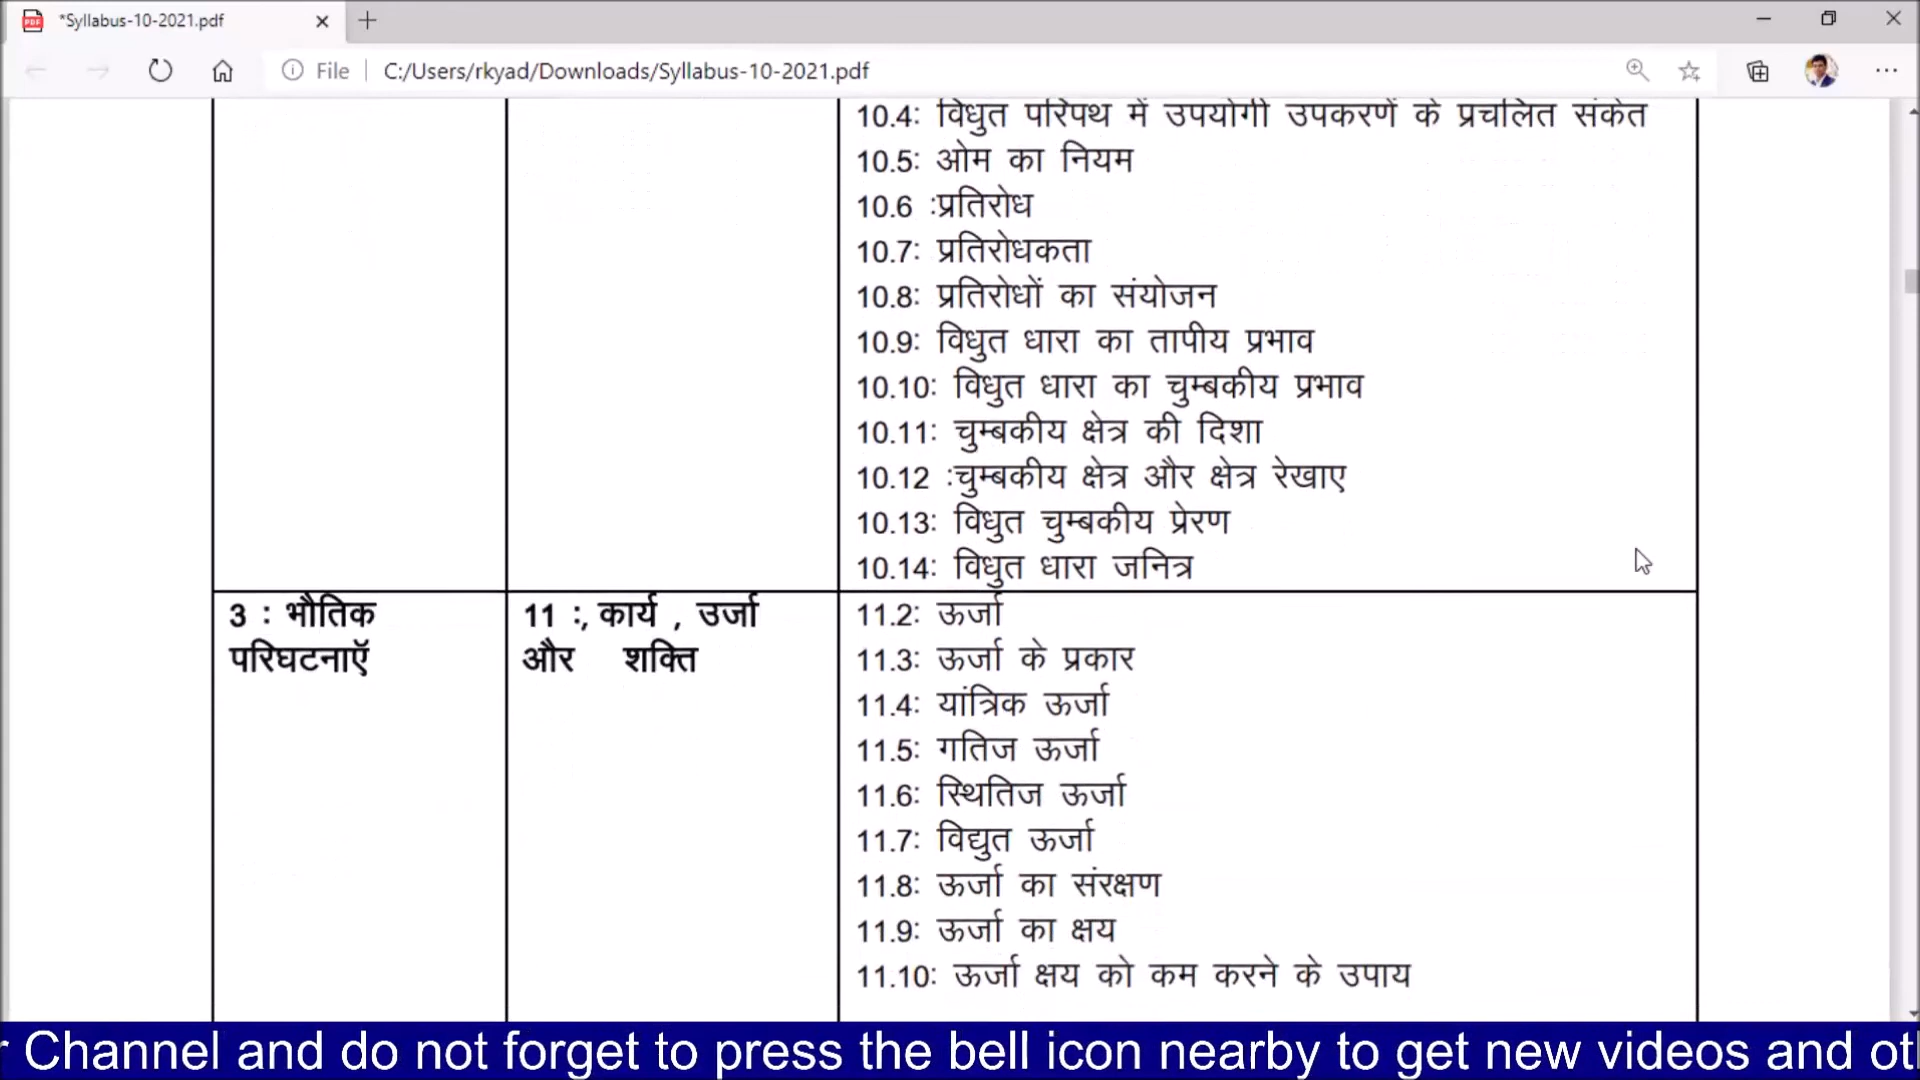 *Syllabus-10-2021.pdf
File
C:/Users/rkyad/Downloads/Syllabus-10-2021.pdf
10.4: विधुत परिपथ में उपयोगी उपकरणें के प्रचलित संकेत
10.5: ओम का नियम
10.6 :प्रतिरोध
10.7: प्रतिरोधकता
10.8: प्रतिरोधों का संयोजन
10.9: विधुत धारा का तापीय प्रभाव
10.10: विधुत धारा का चुम्बकीय प्रभाव
10.11: चुम्बकीय क्षेत्र की दिशा
10.12 :चुम्बकीय क्षेत्र और क्षेत्र रेखाए
10.13: विधुत चुम्बकीय प्रेरण
10.14: विधुत धारा जनित्र
3 : भौतिक
परिघटनाऍ
11 :, कार्य , उर्जा
और शक्ति
11.2: ऊर्जा
11.3: ऊर्जा के प्रकार
11.4: यांत्रिक ऊर्जा
11.5: गतिज ऊर्जा
11.6: स्थितिज ऊर्जा
11.7: विद्युत ऊर्जा
11.8: ऊर्जा का संरक्षण
11.9: ऊर्जा का क्षय
11.10: ऊर्जा क्षय को कम करने के उपाय
Channel and do not forget to press the bell icon nearby to get new videos and